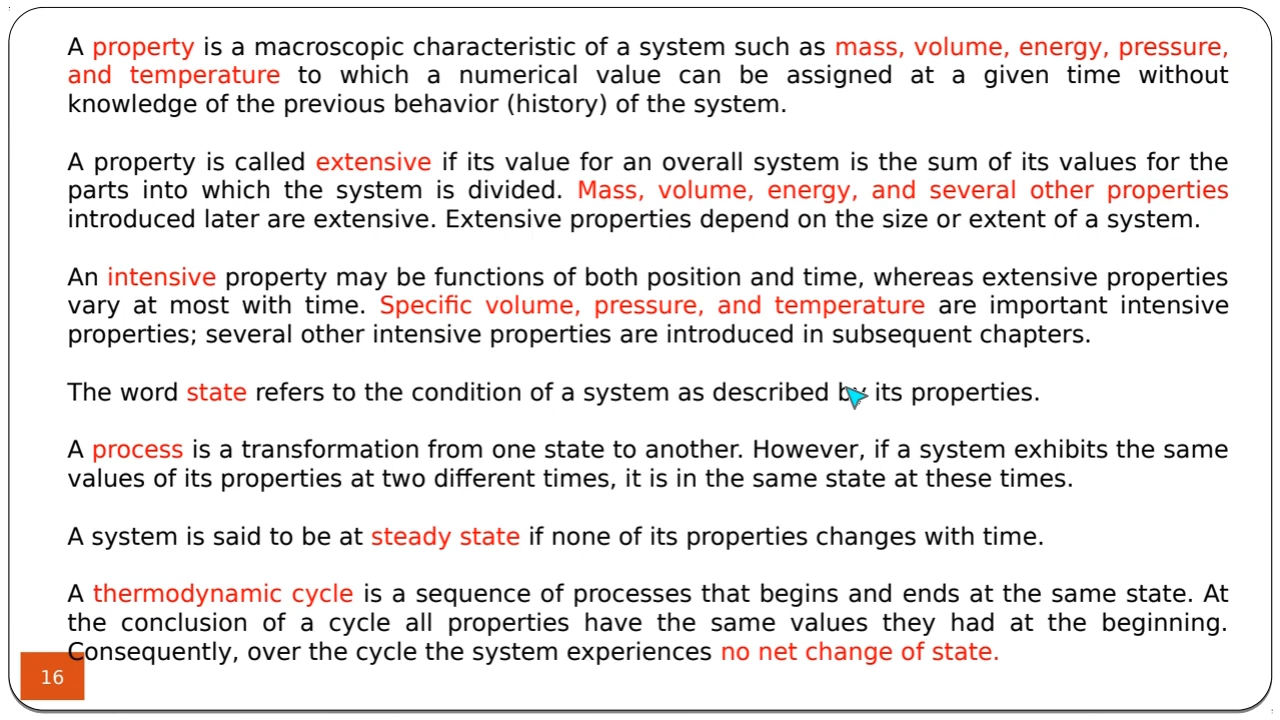 A property is a macroscopic characteristic of a system such as mass, volume, energy, pressure,
and temperature to which a numerical value can be assigned at a given time without
knowledge of the previous behavior (history) of the system.
A property is called extensive if its value for an overall system is the sum of its values for the
parts into which the system is divided. Mass, volume, energy, and several other properties
introduced later are extensive. Extensive properties depend on the size or extent of a system.
An intensive property may be functions of both position and time, whereas extensive properties
vary at most with time. Specific volume, pressure, and temperature are important intensive
properties; several other intensive properties are introduced in subsequent chapters.
The word state refers to the condition of a system as described by its properties.
A process is a transformation from one state to another. However, if a system exhibits the same
values of its properties at two different times, it is in the same state at these times.
A system is said to be at steady state if none of its properties changes with time.
A thermodynamic cycle is a sequence of processes that begins and ends at the same state. At
the conclusion of a cycle all properties have the same values they had at the beginning.
Consequently, over the cycle the system experiences no net change of state.
16